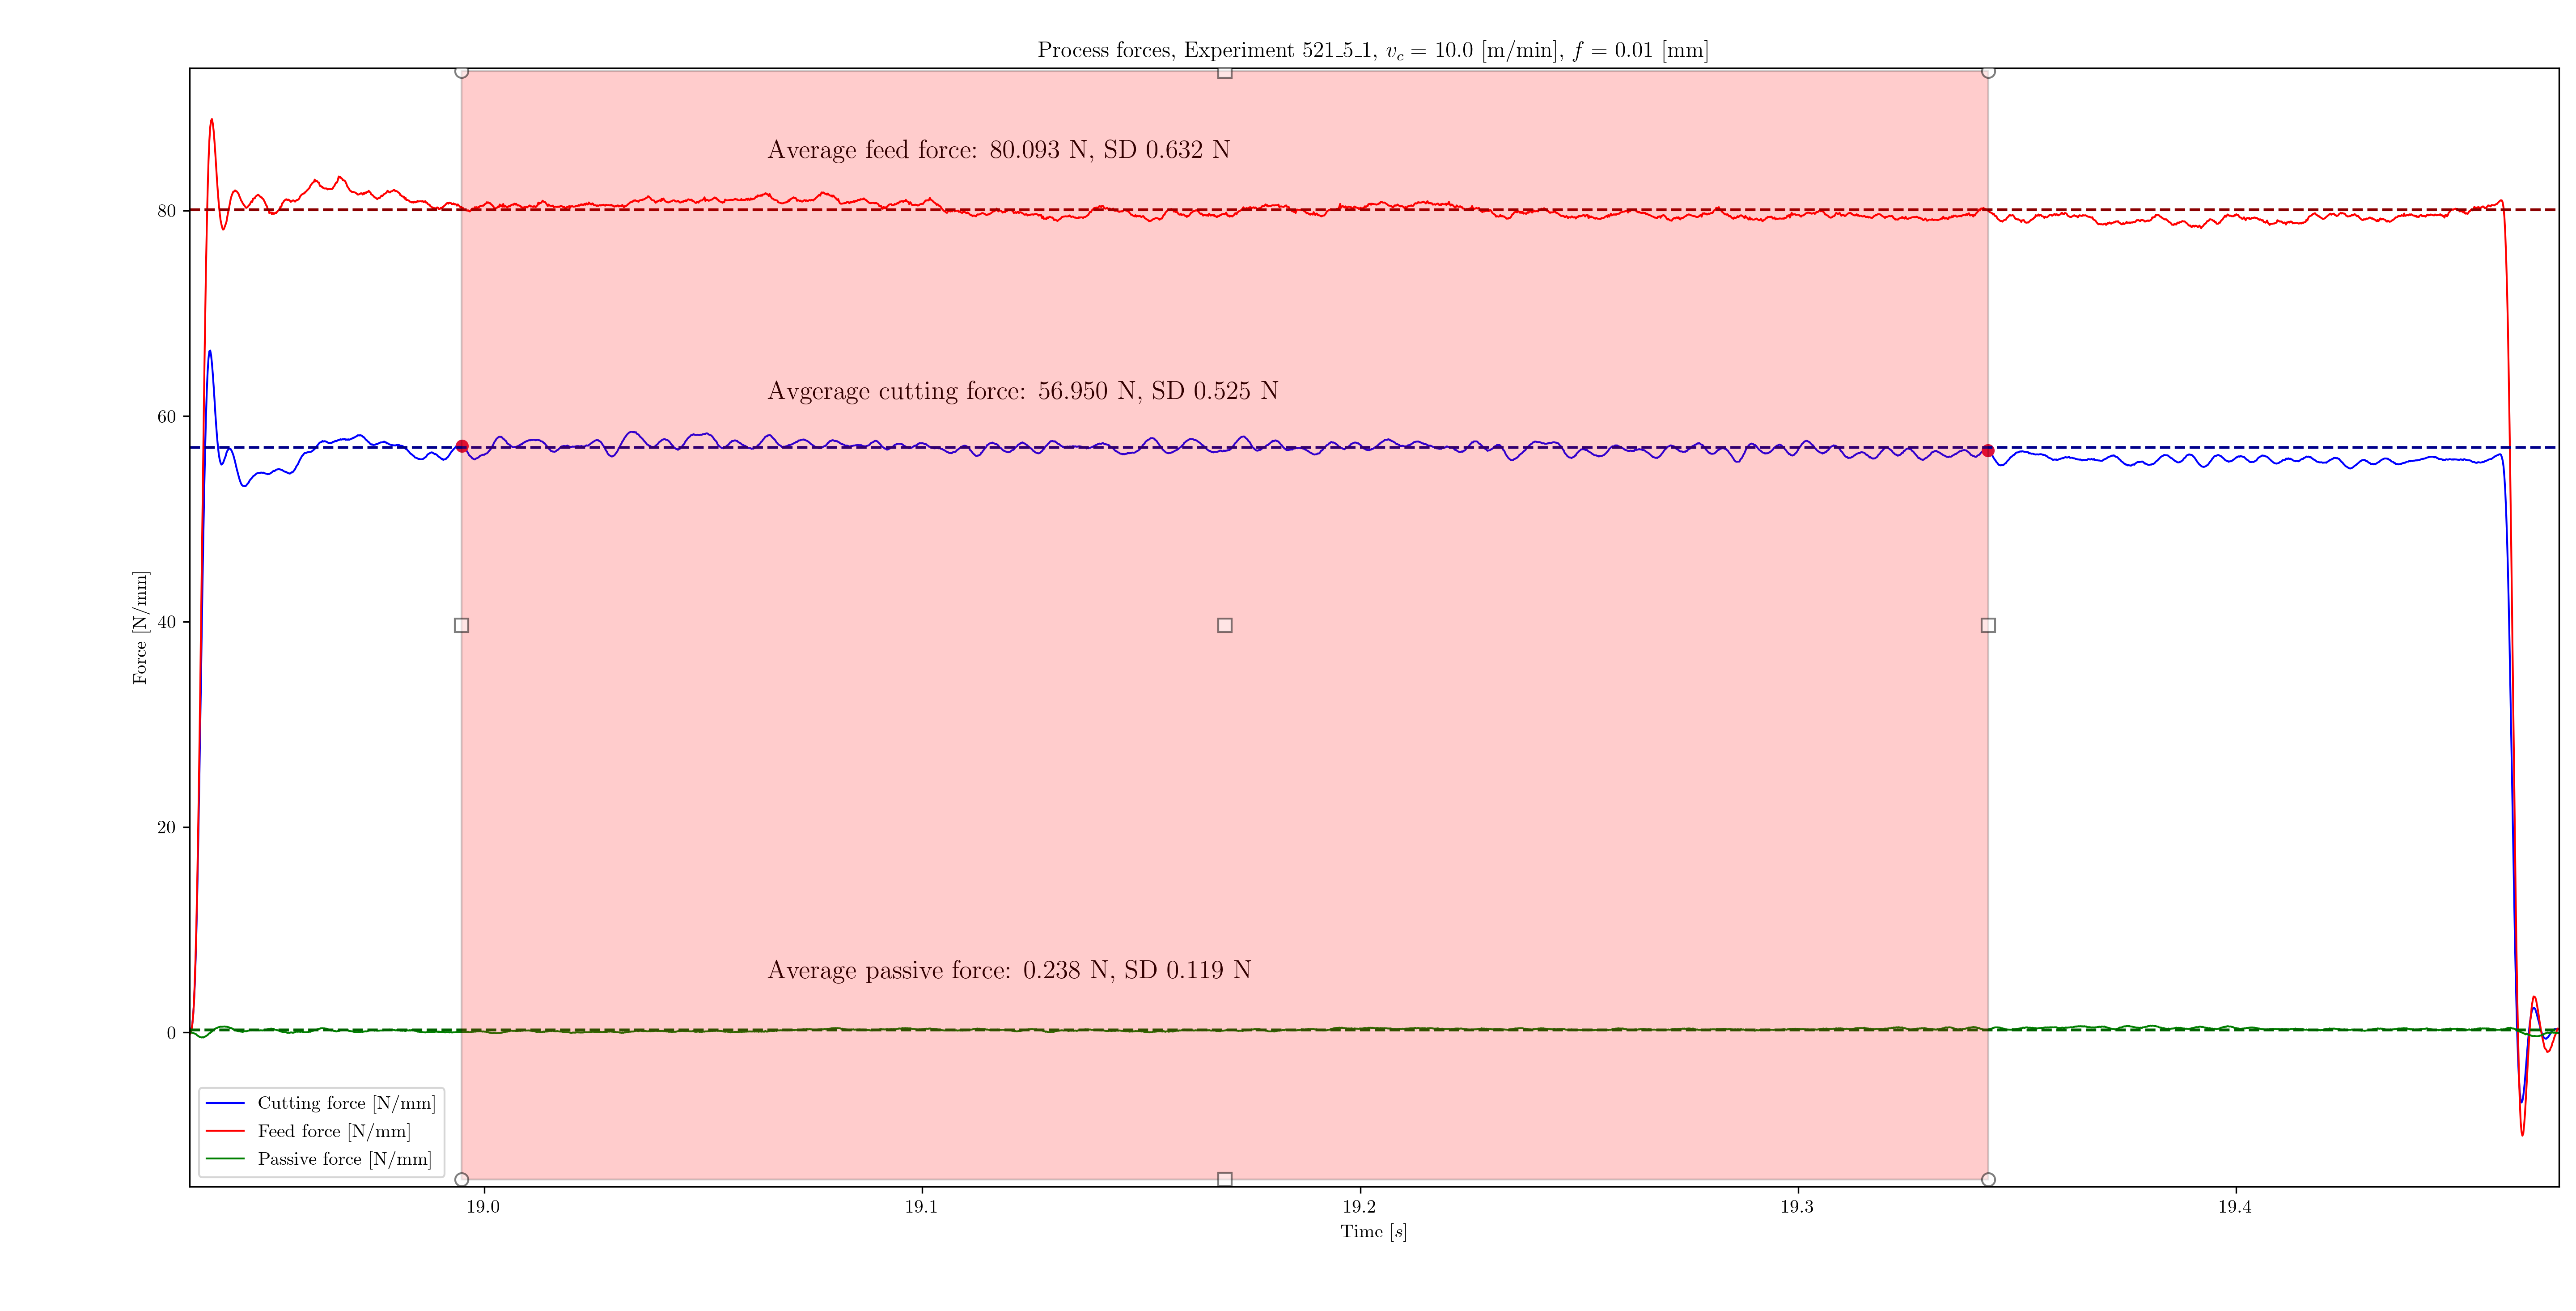 Process forces, Experiment 521_5_1, v_c = 10.0 [m/min], f = 0.01 [mm]
Average feed force: 80.093 N, SD 0.632 N
Avgerage cutting force: 56.950 N, SD 0.525 N
Average passive force: 0.238 N, SD 0.119 N
Force [N/mm]
80
60
40
20
0
Cutting force [N/mm]
Feed force [N/mm]
Passive force [N/mm]
19.0 19.1 19.2 19.3 19.4
Time [s]